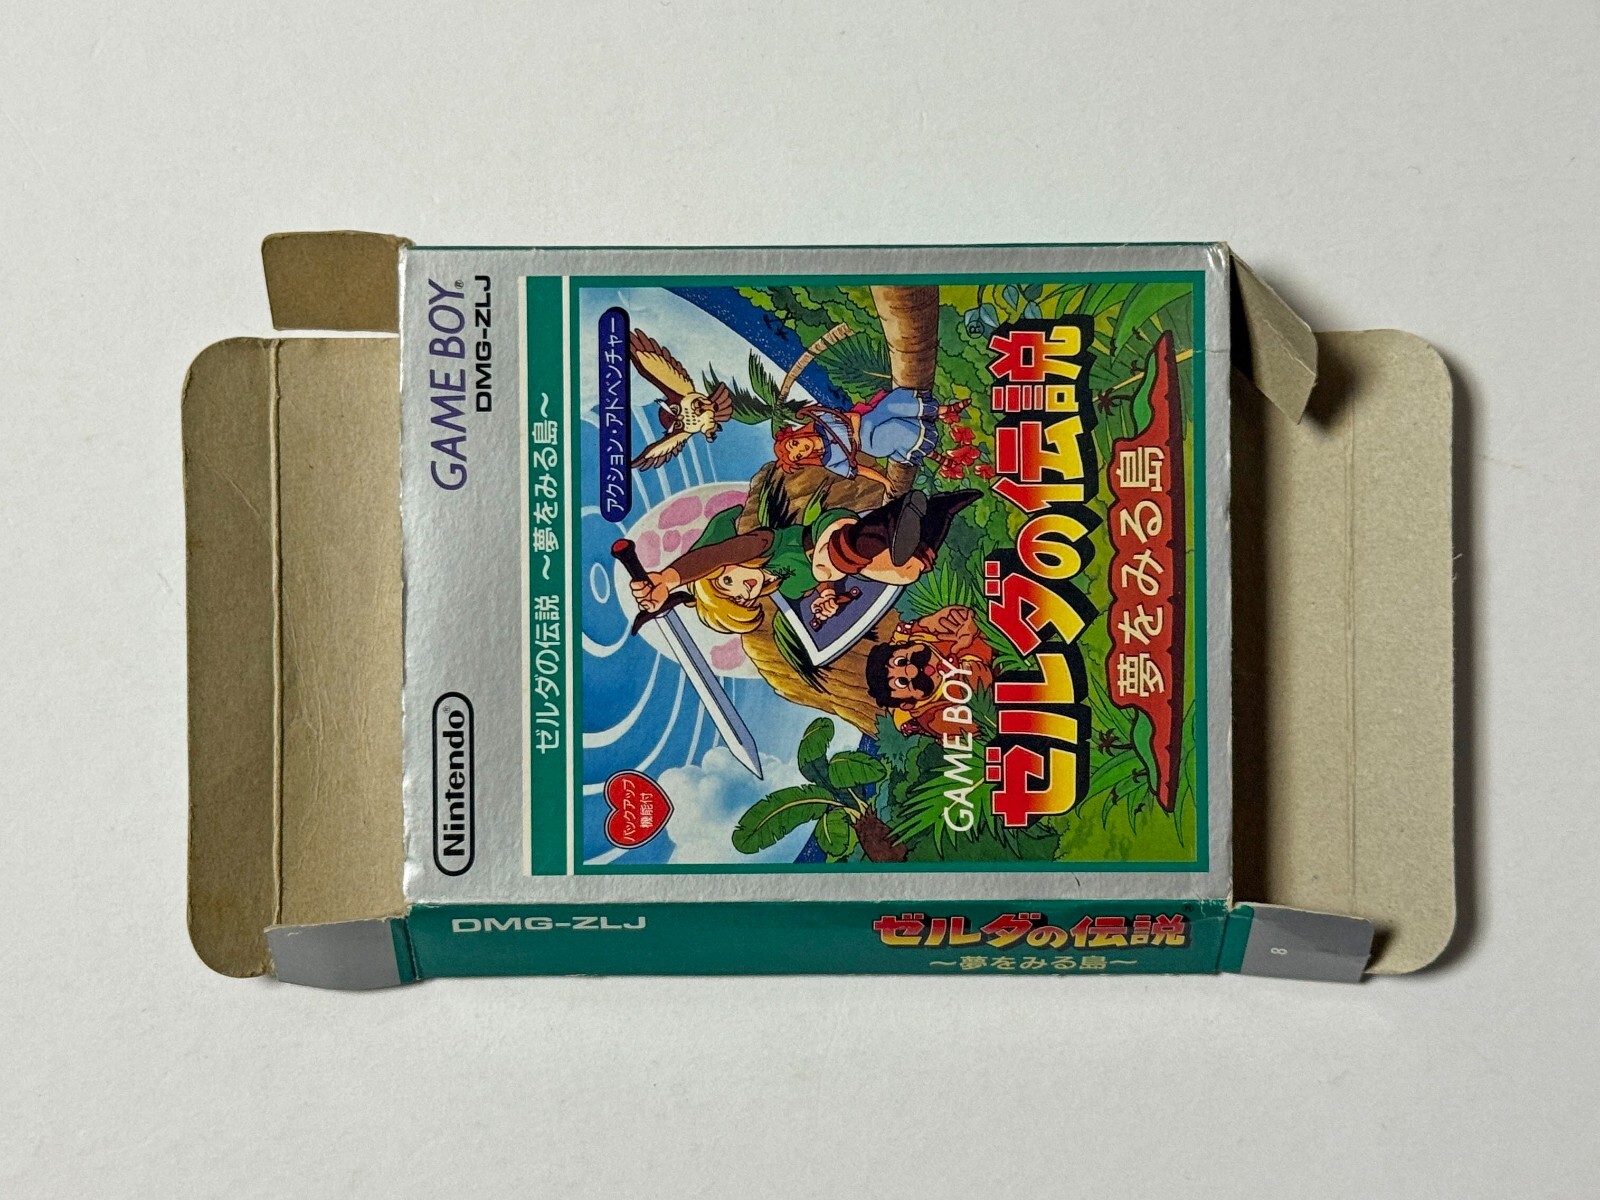 Nintendo®
GAME BOY®
DMG-ZLJ
ゼルダの伝説 ～夢をみる島～
バックアップ
機能付
アクション・アドベンチャー
GAME BOY
ゼルダの伝説®
夢をみる島
DMG-ZLJ
ゼルダの伝説®
～夢をみる島～
8